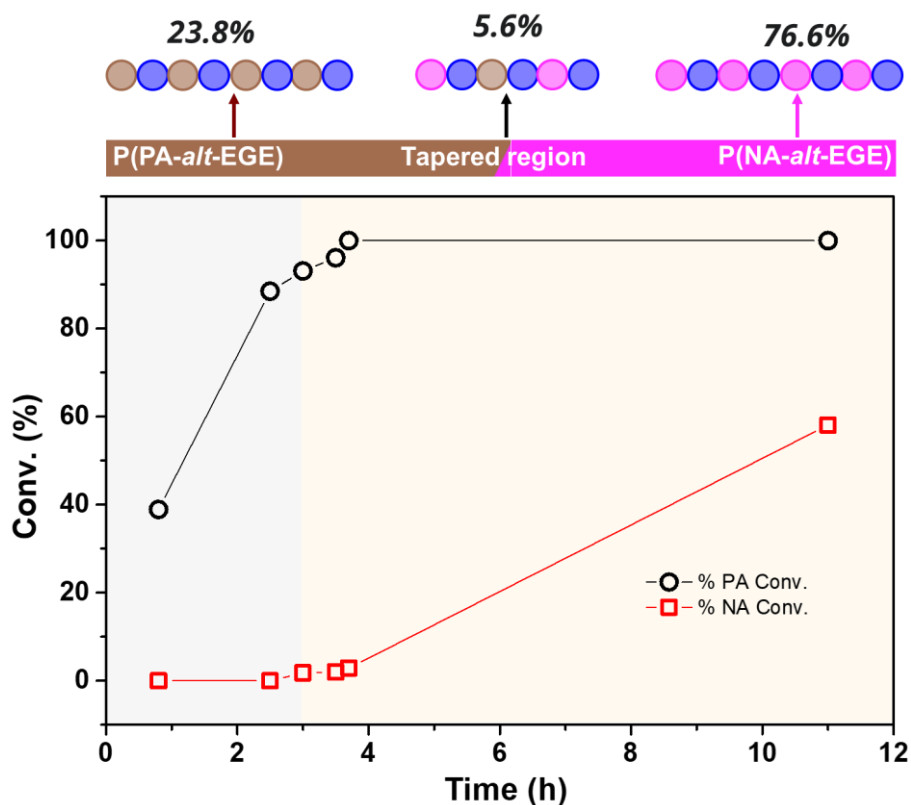 23.8% 5.6% 76.6%
P(PA-alt-EGE) Tapered region P(NA-alt-EGE)
100
80
60
40
20
0
Conv. (%)
% PA Conv.
% NA Conv.
0 2 4 6 8 10 12
Time (h)